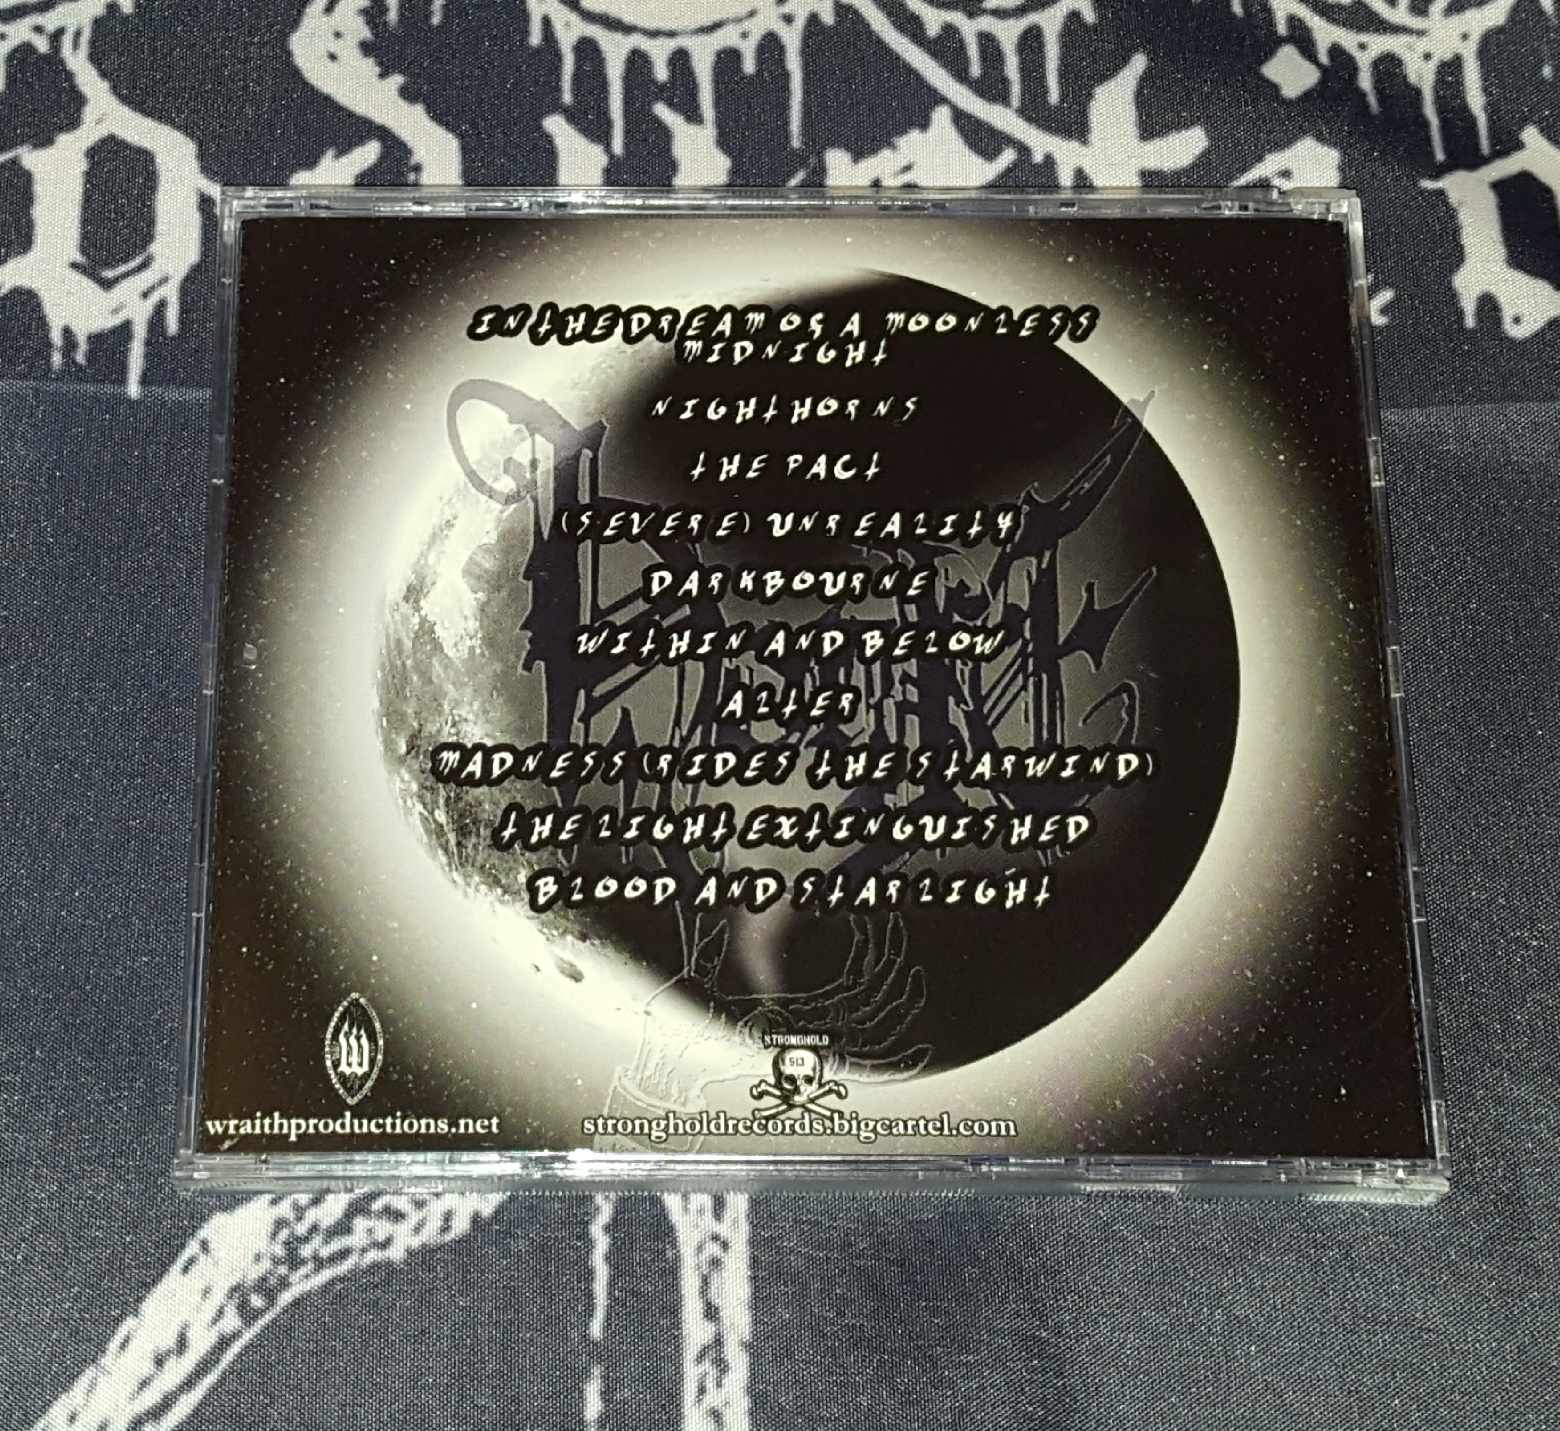 IN THE DREAM OF A MOONLESS
MIDNIGHT
NIGHTHORNS
THE PACT
(SEVERE) UNREALITY
DARKBOURNE
WITHIN AND BELOW
ALTER
MADNESS (RIDES THE STARWIND)
THE LIGHT EXTINGUISHED
BLOOD AND STARLIGHT
W
STRONGHOLD
513
wraithproductions.net
strongholdrecords.bigcartel.com